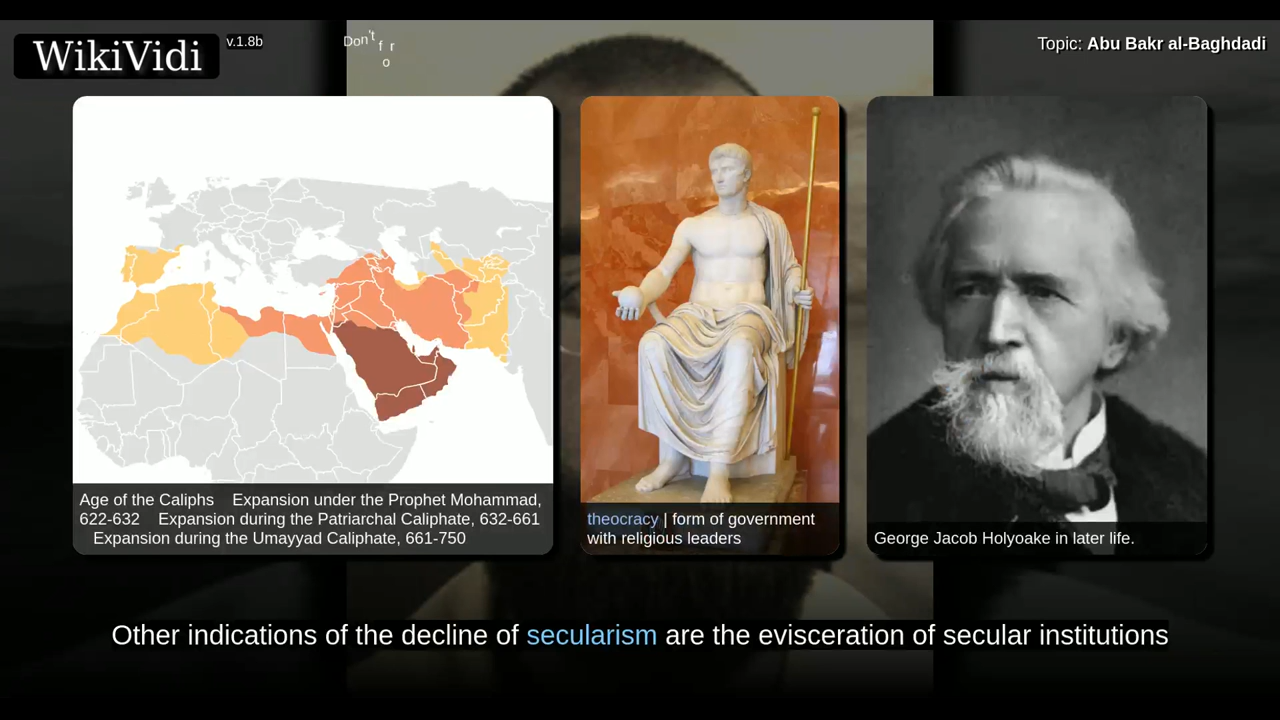 WikiVidi
v.1.8b
Don't
f r
o
Topic: Abu Bakr al-Baghdadi
Age of the Caliphs Expansion under the Prophet Mohammad,
622-632 Expansion during the Patriarchal Caliphate, 632-661
Expansion during the Umayyad Caliphate, 661-750
theocracy | form of government
with religious leaders
George Jacob Holyoake in later life.
Other indications of the decline of secularism are the evisceration of secular institutions